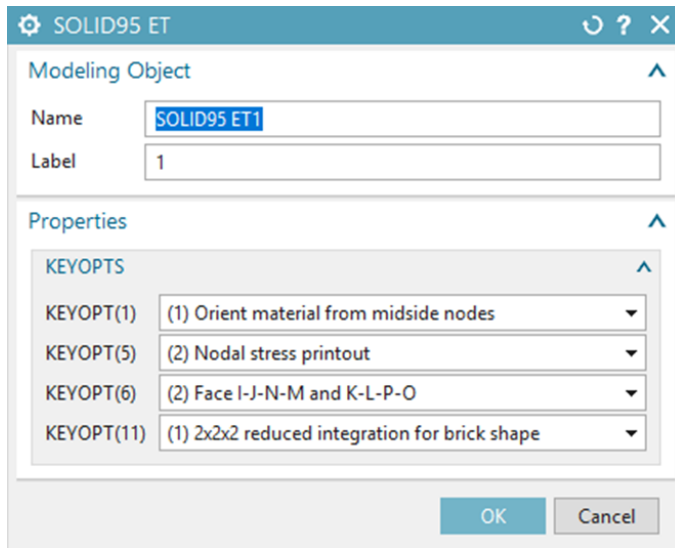 SOLID95 ET
Modeling Object
Name SOLID95 ET1
Label 1
Properties
KEYOPTS
KEYOPT(1) (1) Orient material from midside nodes
KEYOPT(5) (2) Nodal stress printout
KEYOPT(6) (2) Face I-J-N-M and K-L-P-O
KEYOPT(11) (1) 2x2x2 reduced integration for brick shape
OK Cancel